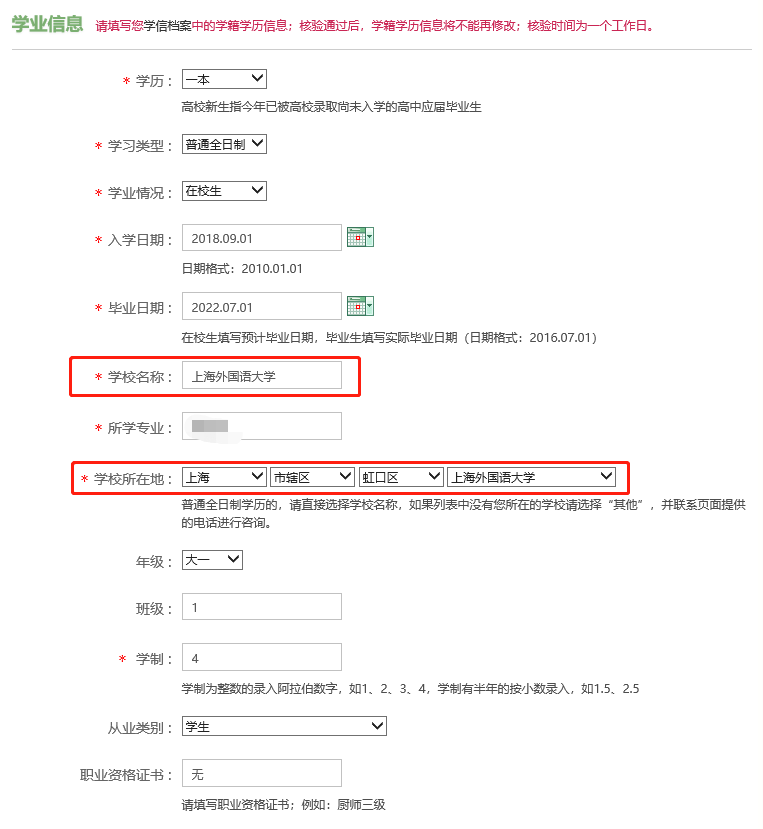 学业信息 请填写您学信档案中的学籍学历信息；核验通过后，学籍学历信息将不能再修改；核验时间为一个工作日。
* 学历： 一本
高校新生指今年已被高校录取尚未入学的高中应届毕业生
* 学习类型： 普通全日制
* 学业情况： 在校生
* 入学日期： 2018.09.01
日期格式：2010.01.01
* 毕业日期： 2022.07.01
在校生填写预计毕业日期，毕业生填写实际毕业日期（日期格式：2016.07.01）
* 学校名称： 上海外国语大学
* 所学专业：
* 学校所在地： 上海 市辖区 虹口区 上海外国语大学
普通全日制学历的，请直接选择学校名称，如果列表中没有您所在的学校请选择“其他”，并联系页面提供
的电话进行咨询。
年级： 大一
班级： 1
* 学制： 4
学制为整数的录入阿拉伯数字，如1、2、3、4，学制有半年的按小数录入，如1.5、2.5
从业类别： 学生
职业资格证书： 无
请填写职业资格证书；例如：厨师三级